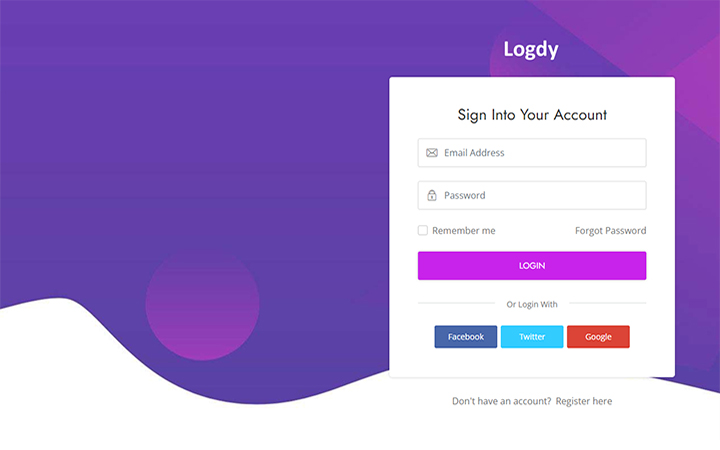 Logdy
Sign Into Your Account
Email Address
Password
Remember me Forgot Password
LOGIN
Or Login With
Facebook Twitter Google
Don't have an account? Register here